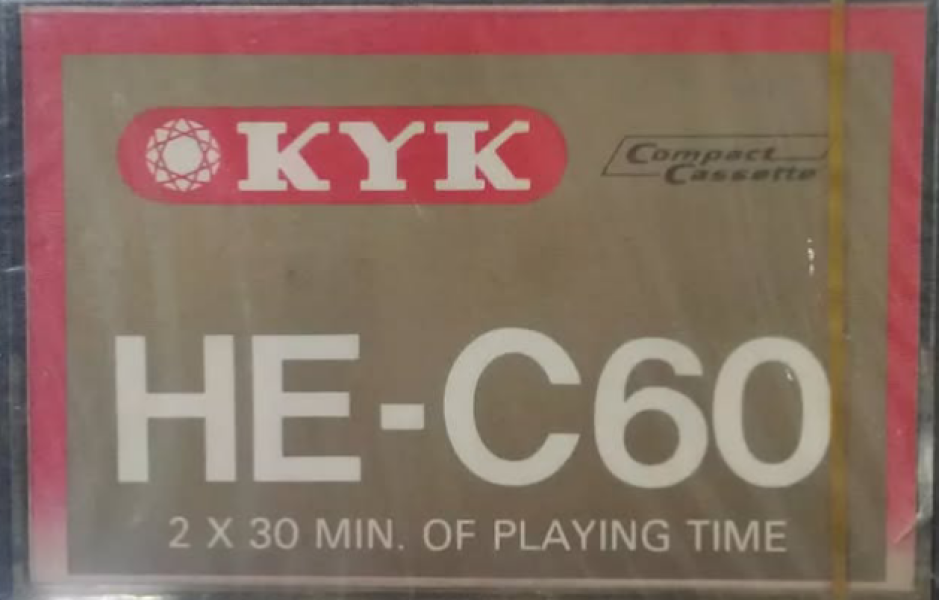 KYK
Compact
Cassette
HE-C60
2 X 30 MIN. OF PLAYING TIME